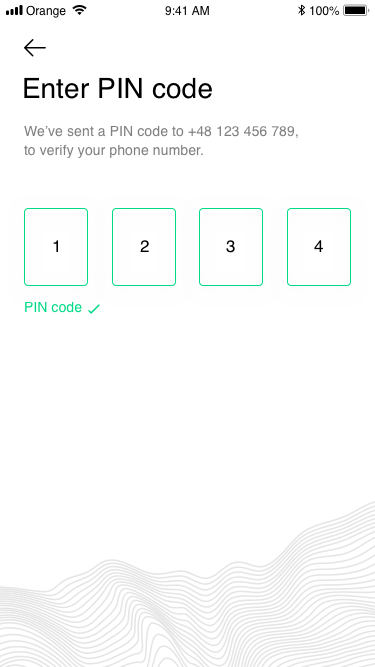 Orange 9:41 AM 100%
Enter PIN code
We've sent a PIN code to +48 123 456 789,
to verify your phone number.
1 2 3 4
PIN code